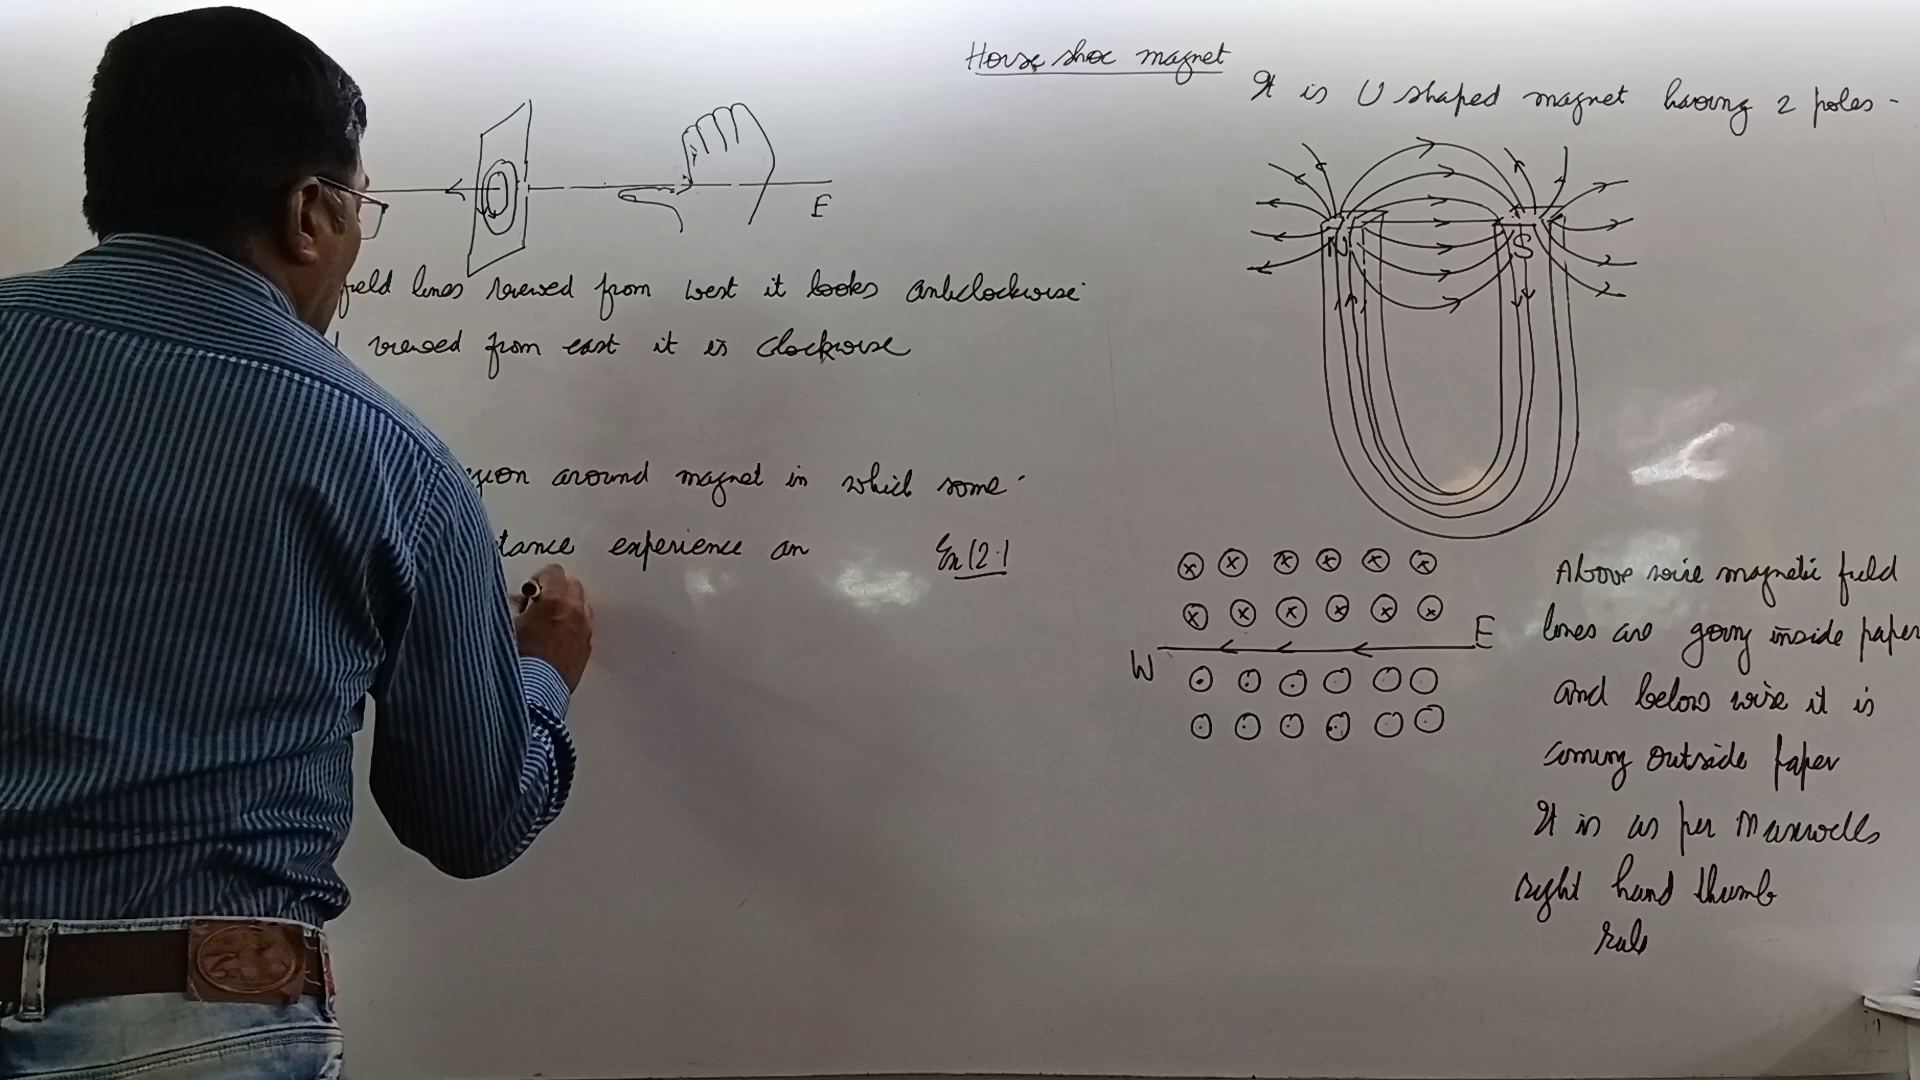 Horse shoe magnet
It is U shaped magnet having 2 poles -
E
N
S
field lines viewed from west it looks anticlockwise
viewed from east it is clockwise
around magnet in which some
experience an
Ex 12.1
E
W
Above wire magnetic field
lines are going inside paper
and below wire it is
coming outside paper
It is as per Maxwells
right hand thumb
rule